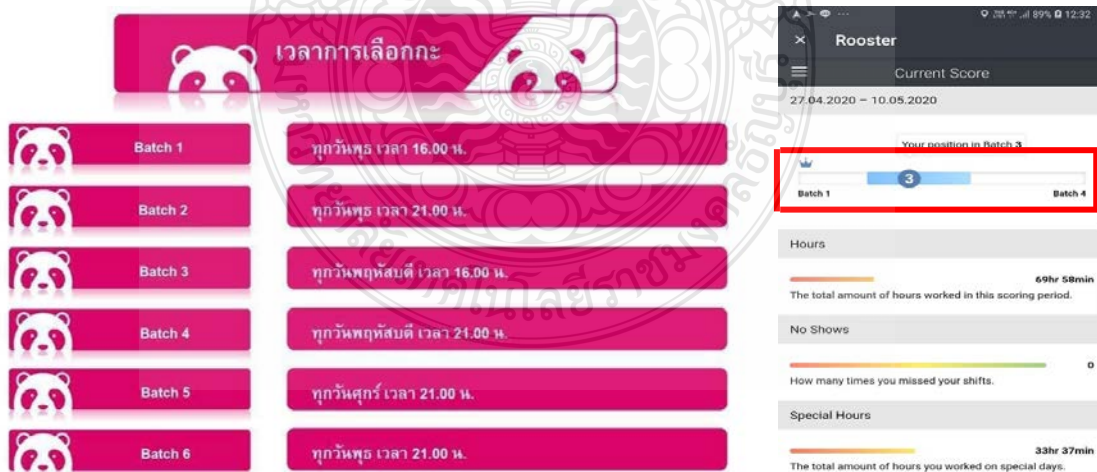 เวลาการเลือกกะ
Batch 1 ทุกวันพุธ เวลา 16.00 น.
Batch 2 ทุกวันพุธ เวลา 21.00 น.
Batch 3 ทุกวันพฤหัสบดี เวลา 16.00 น.
Batch 4 ทุกวันพฤหัสบดี เวลา 21.00 น.
Batch 5 ทุกวันศุกร์ เวลา 21.00 น.
Batch 6 ทุกวันพุธ เวลา 21.00 น.
89% 12:32
× Rooster
Current Score
27.04.2020 – 10.05.2020
Your position in Batch 3
3
Batch 1 Batch 4
Hours
69hr 58min
The total amount of hours worked in this scoring period.
No Shows
0
How many times you missed your shifts.
Special Hours
33hr 37min
The total amount of hours you worked on special days.